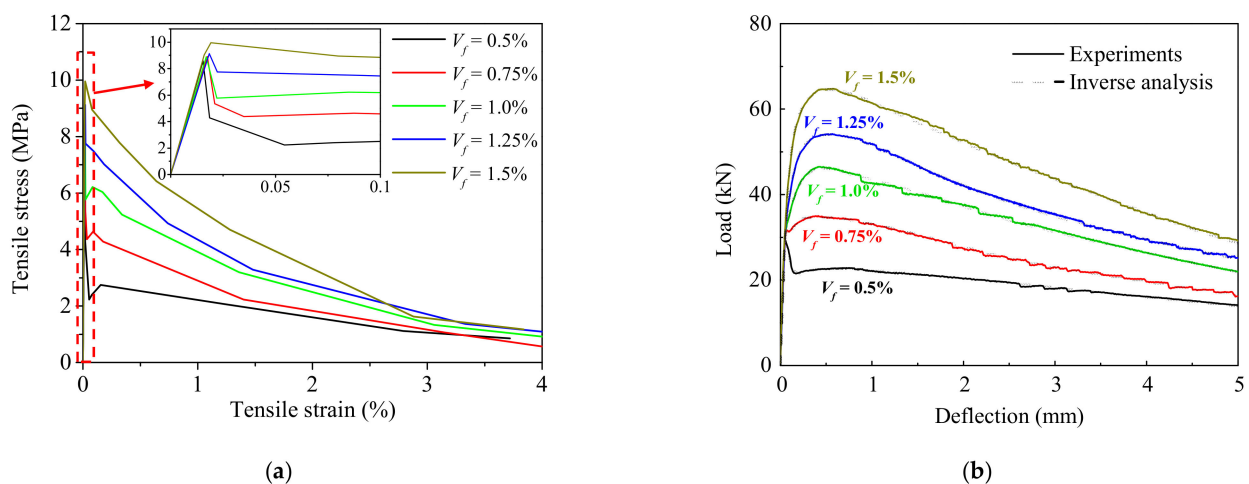 12
10
8
6
4
2
0
Tensile stress (MPa)
0
1
2
3
4
Tensile strain (%)
11
10
8
6
4
2
0
0.05
0.1
V_f = 0.5%
V_f = 0.75%
V_f = 1.0%
V_f = 1.25%
V_f = 1.5%
(a)
80
60
40
20
0
Load (kN)
0
1
2
3
4
5
Deflection (mm)
Experiments
Inverse analysis
V_f = 1.5%
V_f = 1.25%
V_f = 1.0%
V_f = 0.75%
V_f = 0.5%
(b)